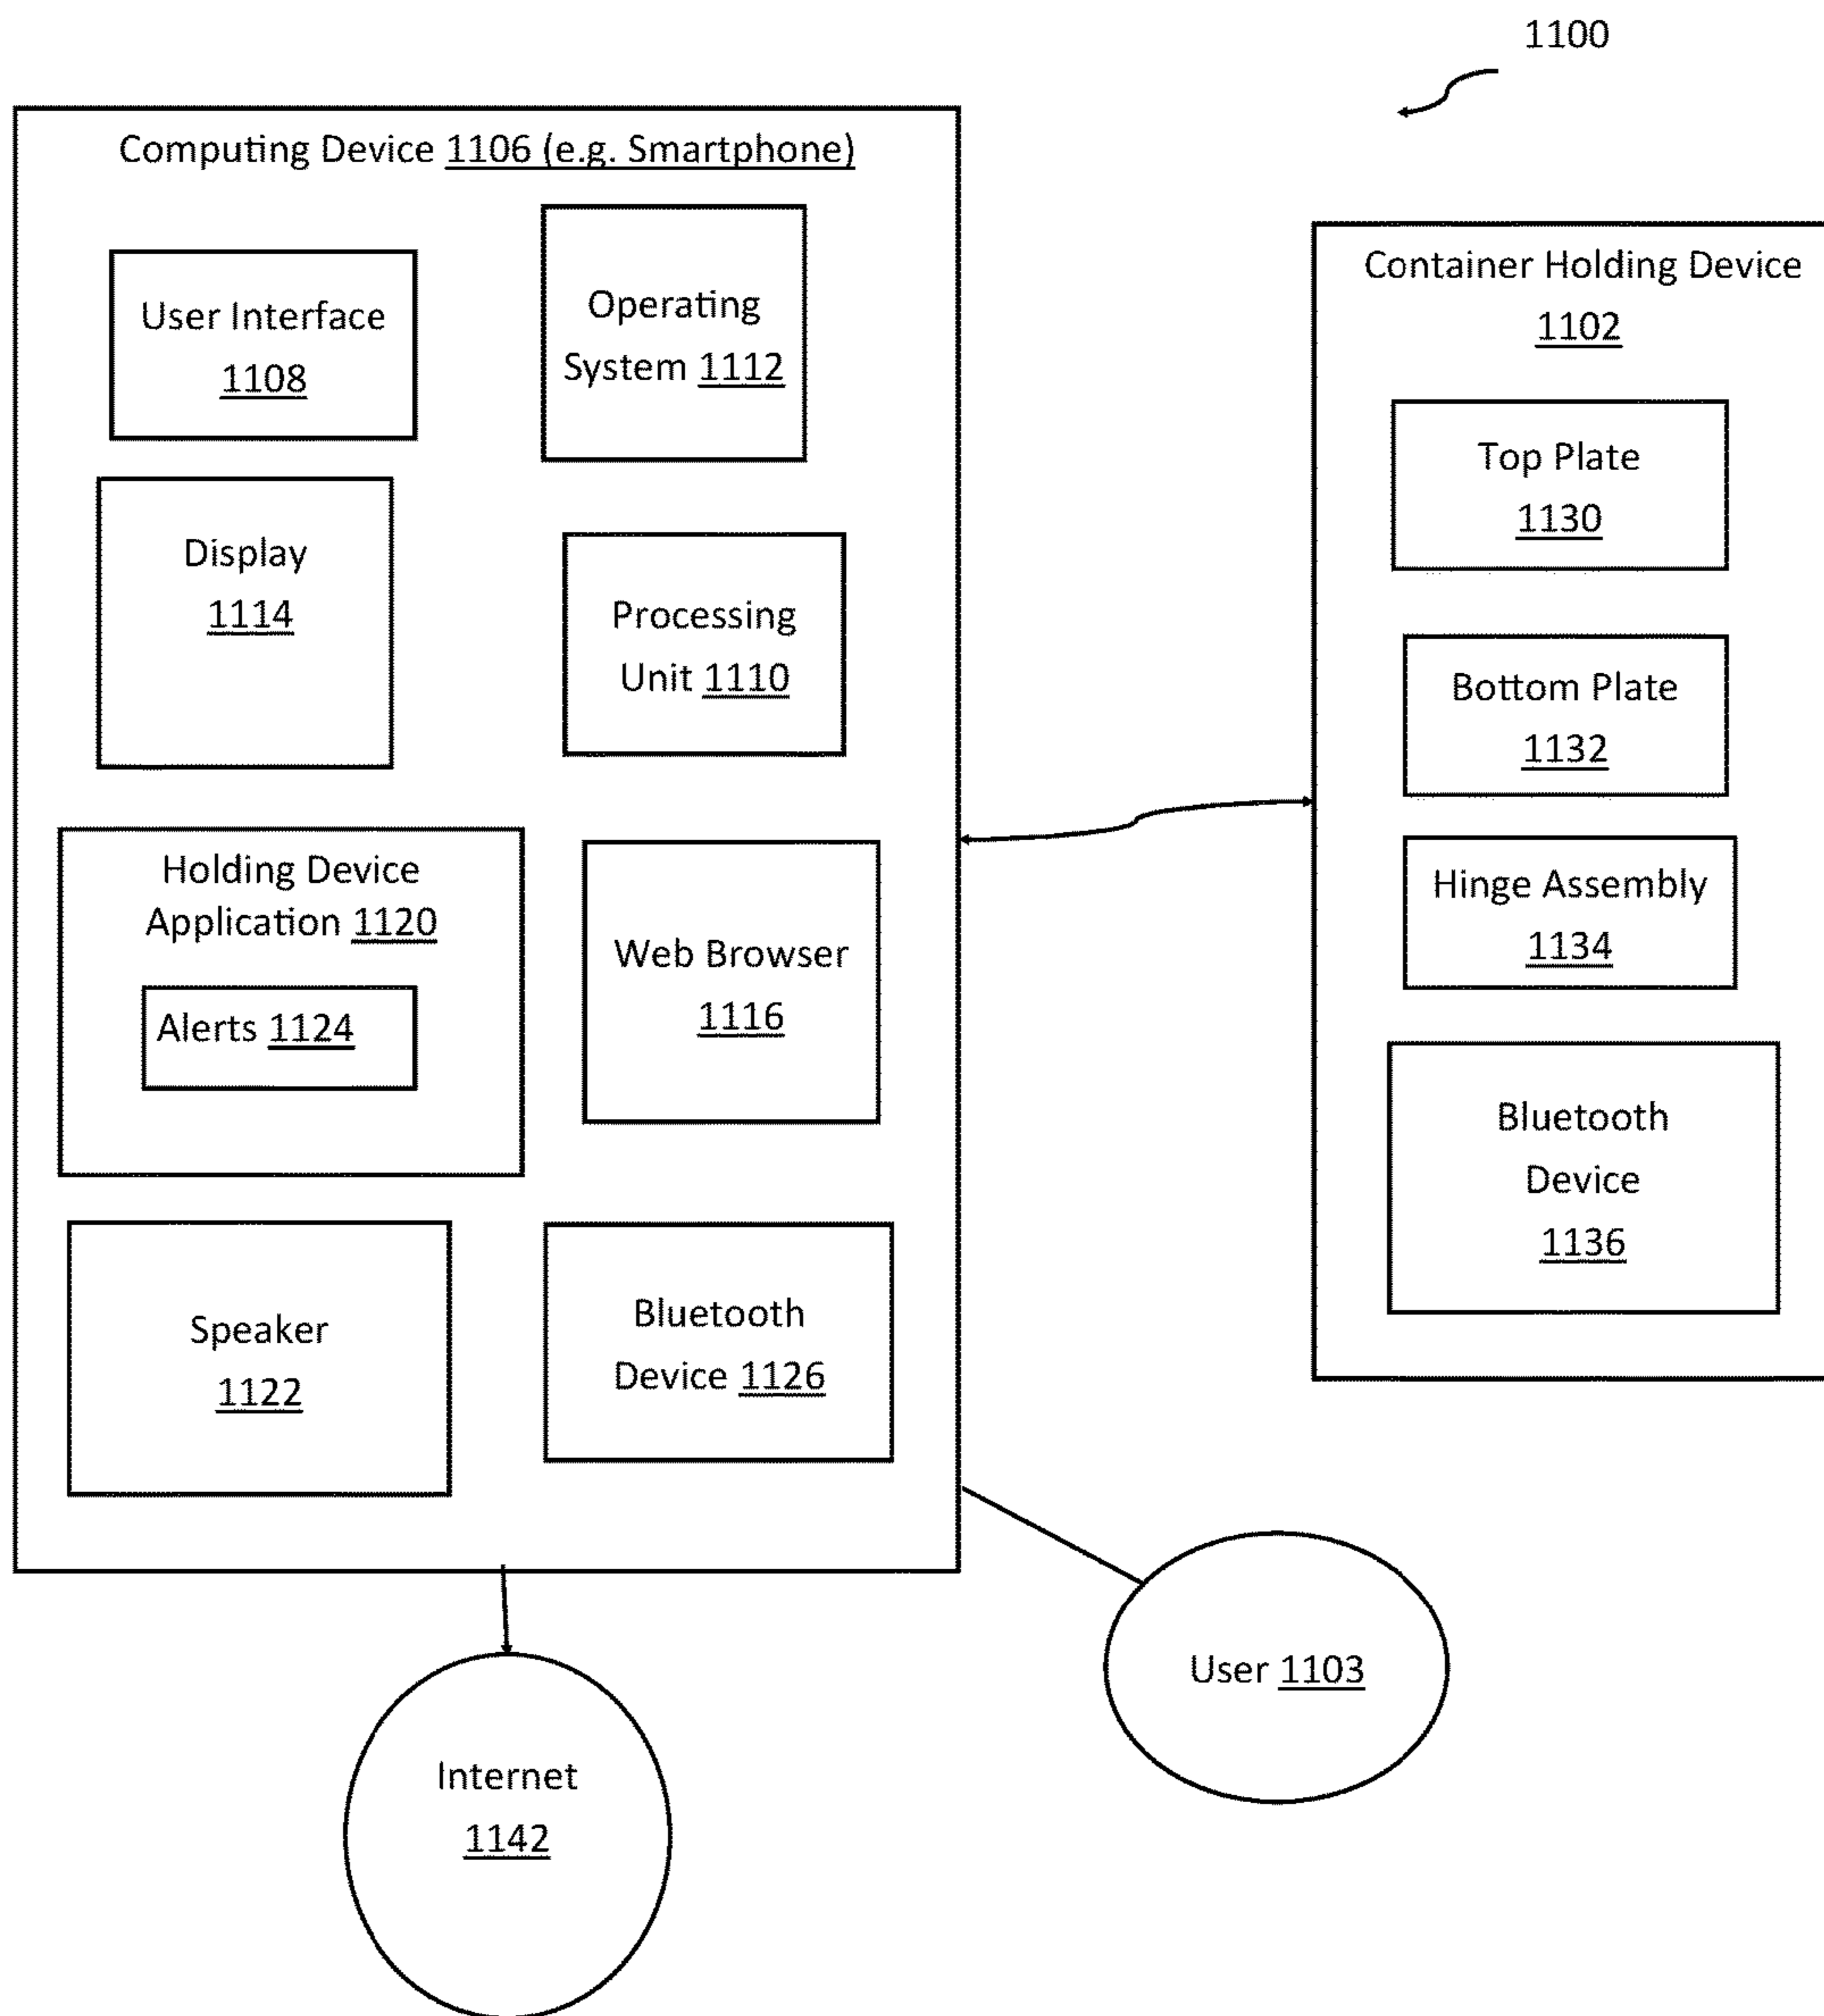 1100
Computing Device 1106 (e.g. Smartphone)
User Interface
1108
Operating
System 1112
Display
1114
Processing
Unit 1110
Holding Device
Application 1120
Alerts 1124
Web Browser
1116
Speaker
1122
Bluetooth
Device 1126
Container Holding Device
1102
Top Plate
1130
Bottom Plate
1132
Hinge Assembly
1134
Bluetooth
Device
1136
User 1103
Internet
1142